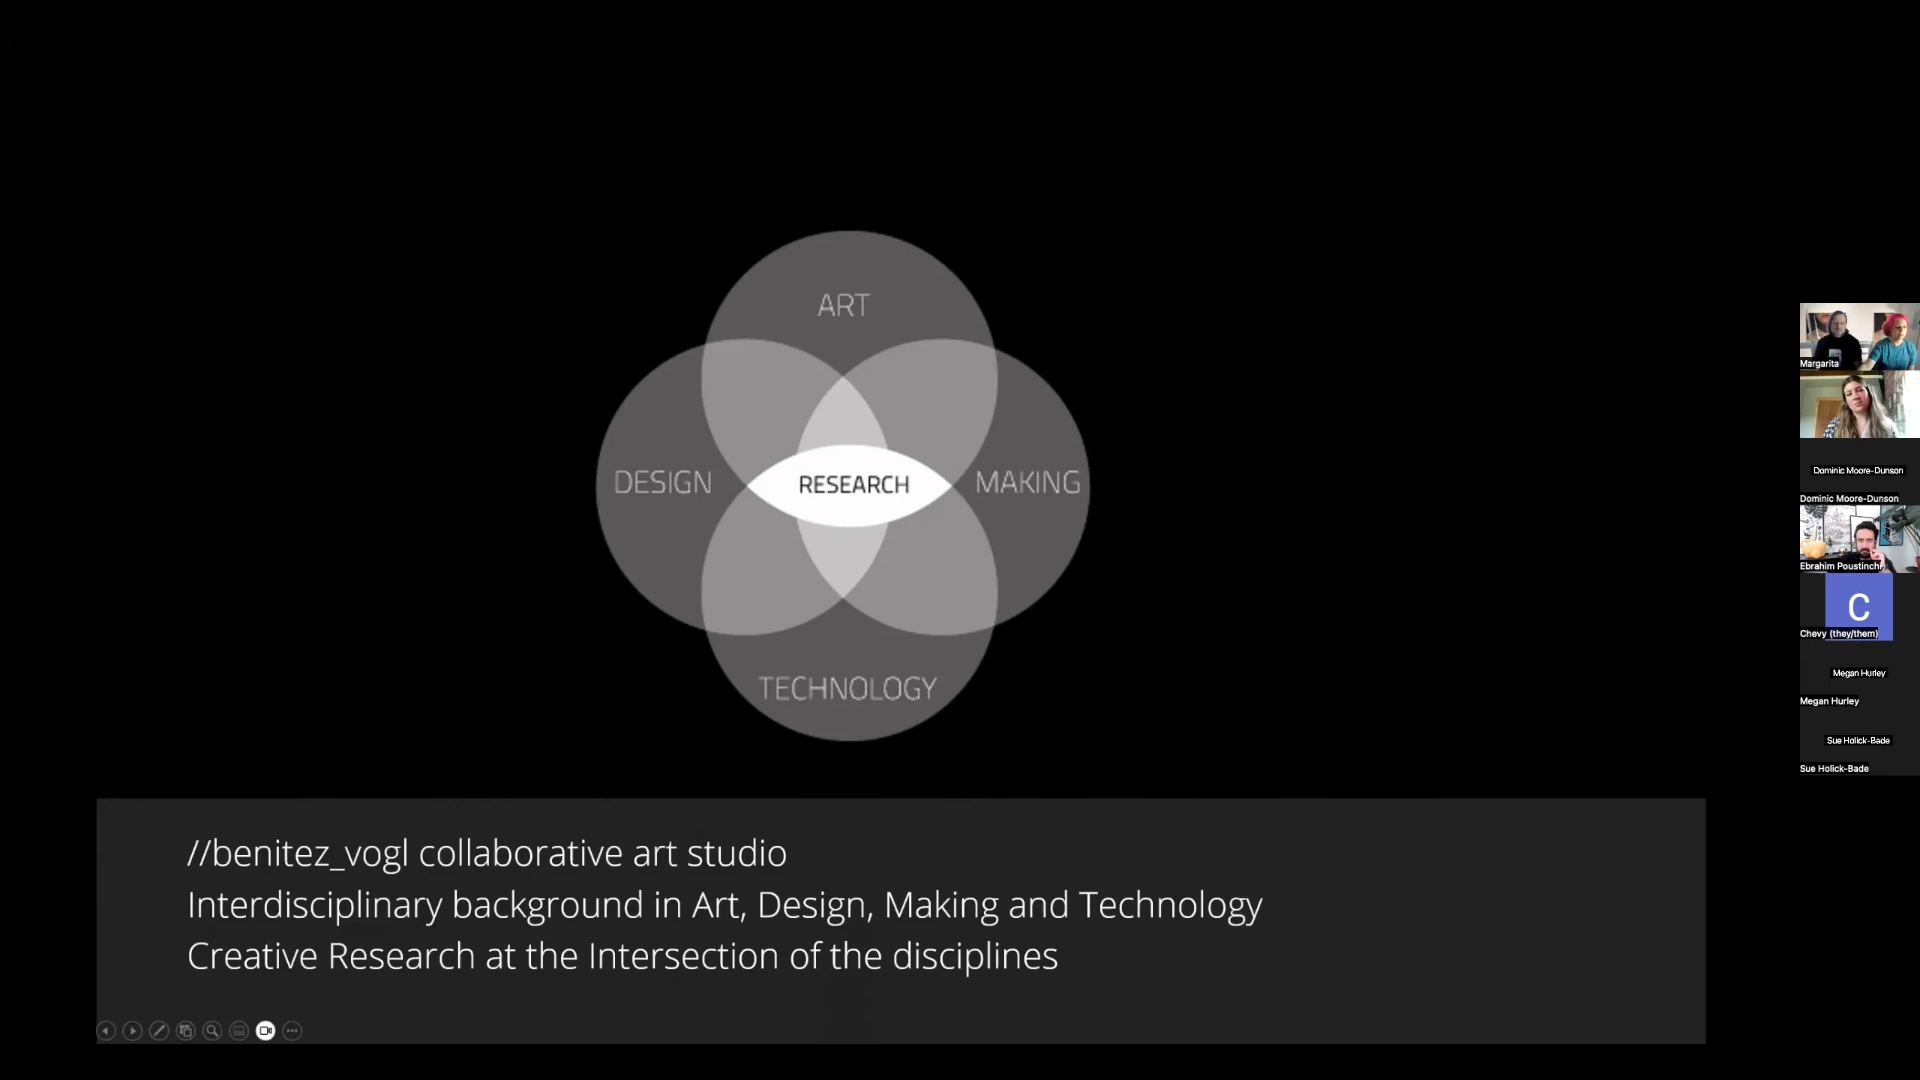 ART
DESIGN
RESEARCH
MAKING
TECHNOLOGY
//benitez_vogl collaborative art studio
Interdisciplinary background in Art, Design, Making and Technology
Creative Research at the Intersection of the disciplines
Margarita
Dominic Moore-Dunson
Dominic Moore-Dunson
Ebrahim Poustinchi
C
Chevy (they/them)
Megan Hurley
Megan Hurley
Sue Holick-Bade
Sue Holick-Bade